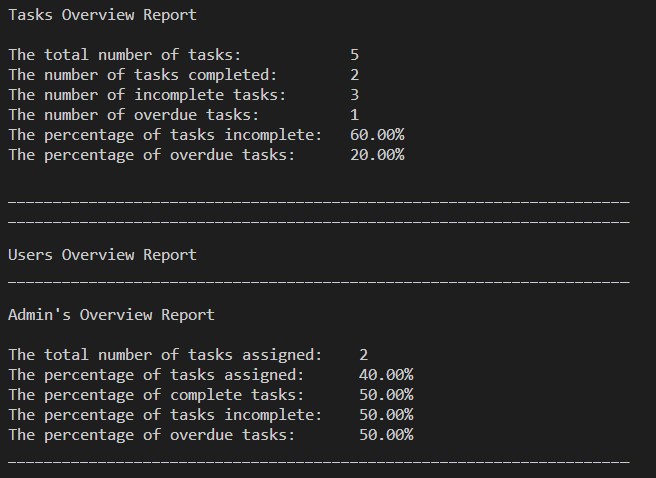 Tasks Overview Report
The total number of tasks: 5
The number of tasks completed: 2
The number of incomplete tasks: 3
The number of overdue tasks: 1
The percentage of tasks incomplete: 60.00%
The percentage of overdue tasks: 20.00%
Users Overview Report
Admin's Overview Report
The total number of tasks assigned: 2
The percentage of tasks assigned: 40.00%
The percentage of complete tasks: 50.00%
The percentage of tasks incomplete: 50.00%
The percentage of overdue tasks: 50.00%